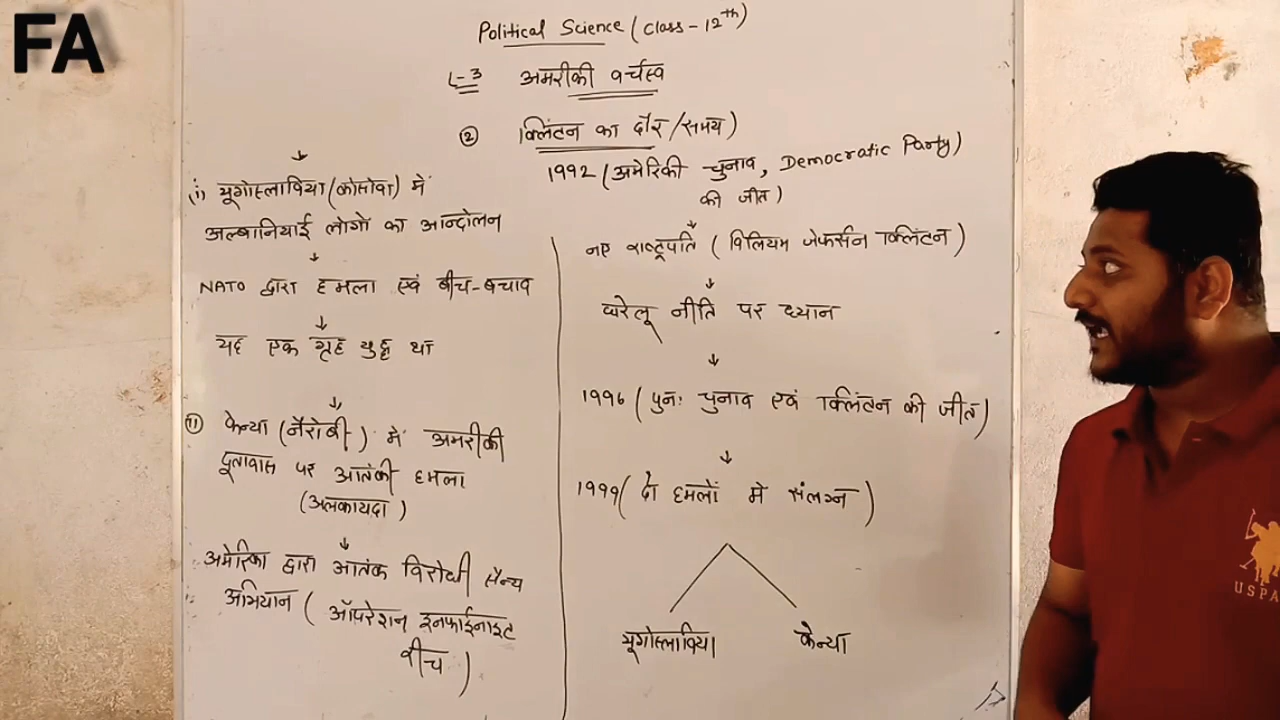 FA
Political Science (Class-12th)
L-3 अमरीकी वर्चस्व
② क्लिंटन का दौर/समय)
1992 (अमेरिकी चुनाव, Democratic Party)
की जीत)
↓
नए राष्ट्रपति (विलियम जेफर्सन क्लिंटन)
↓
घरेलू नीति पर ध्यान
↓
1996 (पुनः चुनाव एवं क्लिंटन की जीत)
↓
1999 (दो हमलों मे संलग्न)
यूगोस्लाविया केन्या
↓
(i) यूगोस्लाविया (कोसोवा) में
अल्बानियाई लोगों का आन्दोलन
↓
NATO द्वारा हमला एवं बीच-बचाव
↓
यह एक गृह युद्ध था
↓
(ii) केन्या (नैरोबी) में अमरीकी
दूतावास पर आतंकी हमला
(अलकायदा)
↓
अमेरिका द्वारा आतंक विरोधी सैन्य
अभियान (ऑपरेशन इनफाईनाइट
रीच)
USPA